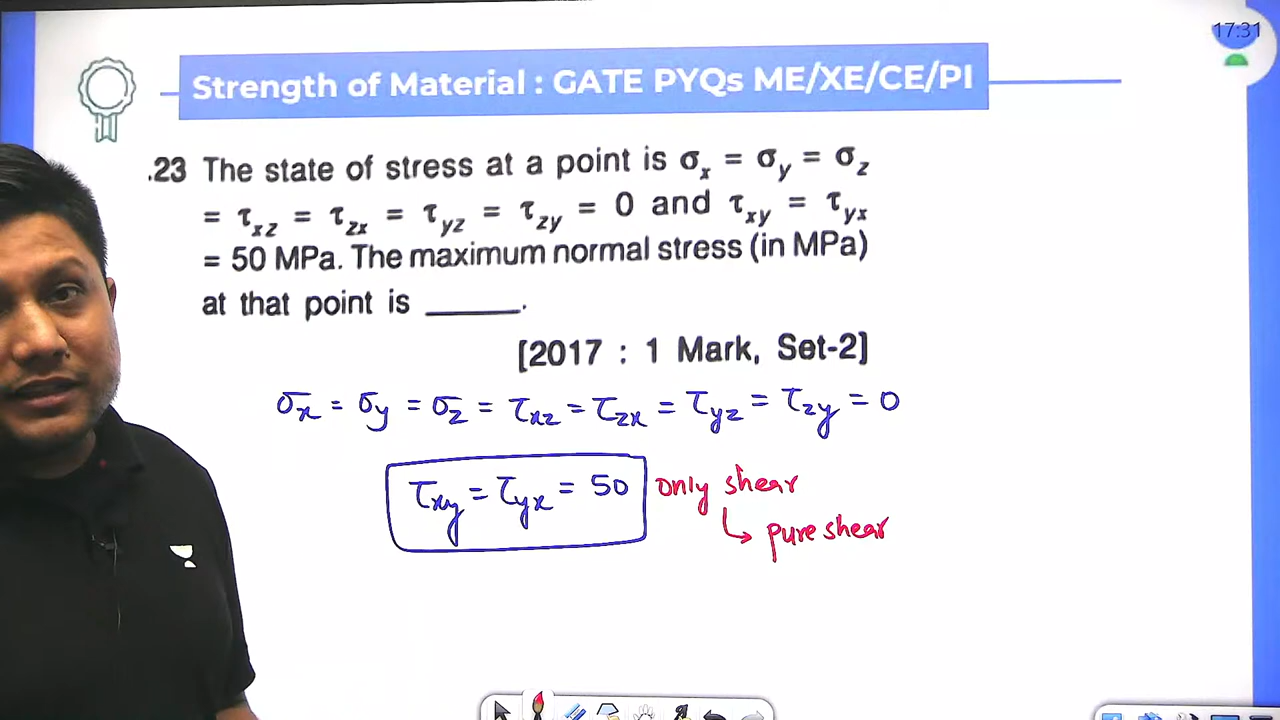 17:31
Strength of Material : GATE PYQs ME/XE/CE/PI
.23 The state of stress at a point is σx = σy = σz
= τxz = τzx = τyz = τzy = 0 and τxy = τyx
= 50 MPa. The maximum normal stress (in MPa)
at that point is ______.
[2017 : 1 Mark, Set-2]
σx = σy = σz = τxz = τzx = τyz = τzy = 0
τxy = τyx = 50 only shear
↳ pure shear